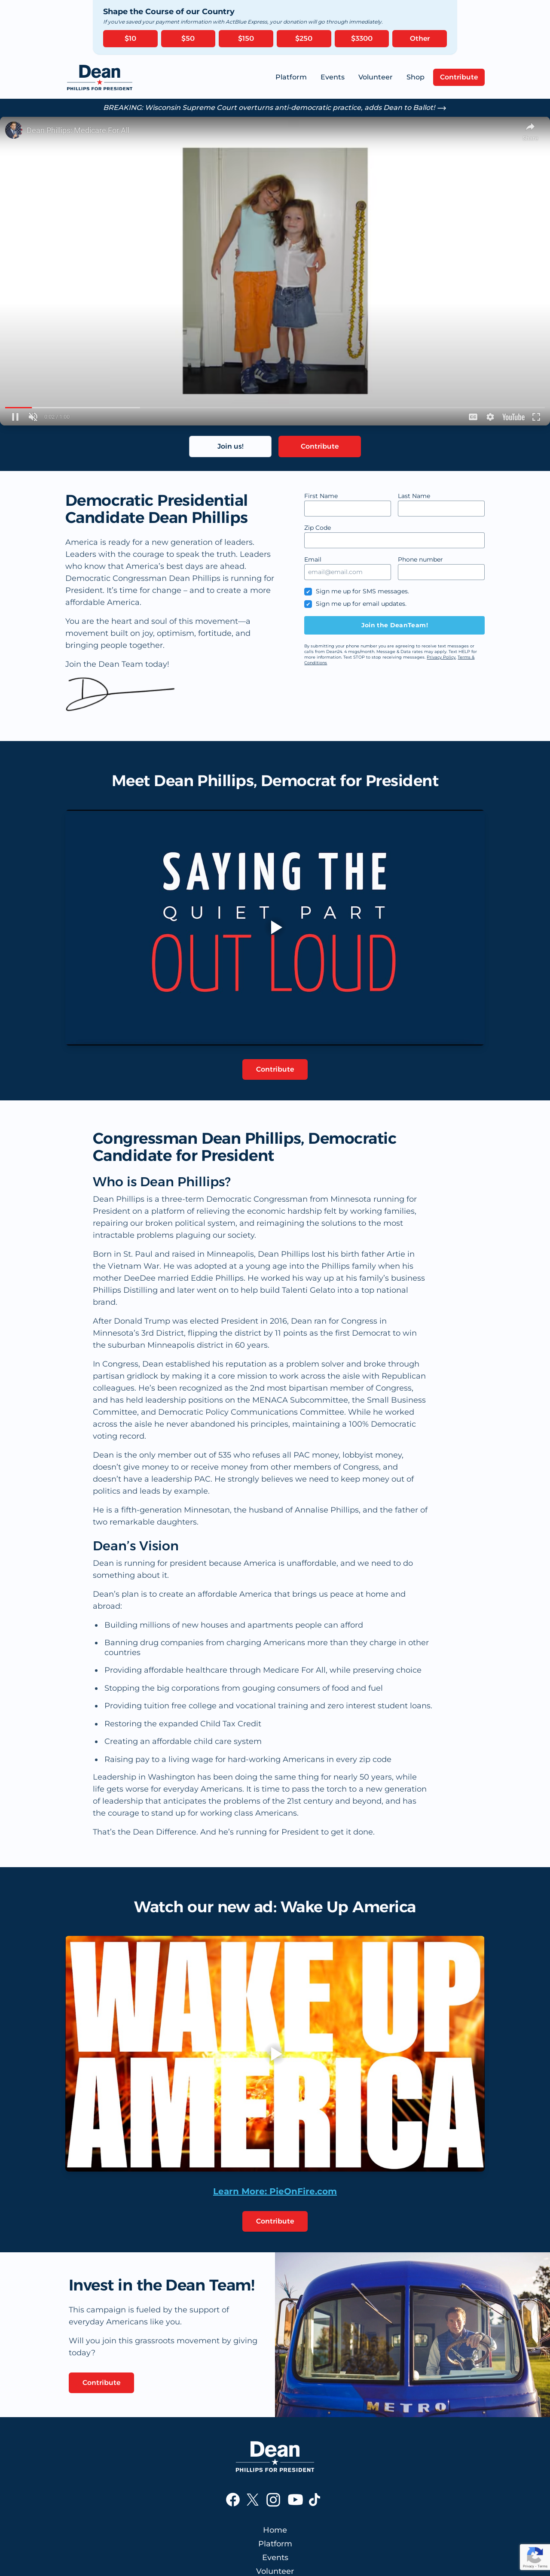 Shape the Course of our Country
If you've saved your payment information with ActBlue Express, your donation will go through immediately.
$10
$50
$150
$250
$3300
Other
Dean
PHILLIPS FOR PRESIDENT
Platform
Events
Volunteer
Shop
Contribute
BREAKING: Wisconsin Supreme Court overturns anti-democratic practice, adds Dean to Ballot! ⟶
Dean Phillips: Medicare For All
YouTube
Join us!
Contribute
Democratic Presidential
Candidate Dean Phillips
America is ready for a new generation of leaders.
Leaders with the courage to speak the truth. Leaders
who know that America's best days are ahead.
Democratic Congressman Dean Phillips is running for
President. It's time for change – and to create a more
affordable America.
You are the heart and soul of this movement—a
movement built on joy, optimism, fortitude, and
bringing people together.
Join the Dean Team today!
First Name
Last Name
Zip Code
Email
Phone number
email@email.com
Sign me up for SMS messages.
Sign me up for email updates.
Join the DeanTeam!
By submitting your phone number you are agreeing to receive text messages or
calls from Dean24. 4 msgs/month. Message & Data rates may apply. Text HELP for
more information. Text STOP to stop receiving messages. Privacy Policy, Terms &
Conditions.
Meet Dean Phillips, Democrat for President
SAYING THE
QUIET PART
OUT LOUD
Contribute
Congressman Dean Phillips, Democratic
Candidate for President
Who is Dean Phillips?
Dean Phillips is a three-term Democratic Congressman from Minnesota running for
President on a platform of relieving the economic hardship felt by working families,
repairing our broken political system, and reimagining the solutions to the most
intractable problems plaguing our society.
Born in St. Paul and raised in Minneapolis, Dean Phillips lost his birth father Artie in
the Vietnam War. He was adopted at a young age into the Phillips family when his
mother DeeDee married Eddie Phillips. He worked his way up at his family's business
Phillips Distilling and later went on to help build Talenti Gelato into a top national
brand.
After Donald Trump was elected President in 2016, Dean ran for Congress in
Minnesota's 3rd District, flipping the district by 11 points as the first Democrat to win
the suburban Minneapolis district in 60 years.
In Congress, Dean established his reputation as a problem solver and broke through
partisan gridlock by making it a core mission to work across the aisle with Republican
colleagues. He's been recognized as the 2nd most bipartisan member of Congress,
and has held leadership positions on the MENACA Subcommittee, the Small Business
Committee, and Democratic Policy Communications Committee. While he worked
across the aisle he never abandoned his principles, maintaining a 100% Democratic
voting record.
Dean is the only member out of 535 who refuses all PAC money, lobbyist money,
doesn't give money to or receive money from other members of Congress, and
doesn't have a leadership PAC. He strongly believes we need to keep money out of
politics and leads by example.
He is a fifth-generation Minnesotan, the husband of Annalise Phillips, and the father of
two remarkable daughters.
Dean's Vision
Dean is running for president because America is unaffordable, and we need to do
something about it.
Dean's plan is to create an affordable America that brings us peace at home and
abroad:
• Building millions of new houses and apartments people can afford
• Banning drug companies from charging Americans more than they charge in other
countries
• Providing affordable healthcare through Medicare For All, while preserving choice
• Stopping the big corporations from gouging consumers of food and fuel
• Providing tuition free college and vocational training and zero interest student loans.
• Restoring the expanded Child Tax Credit
• Creating an affordable child care system
• Raising pay to a living wage for hard-working Americans in every zip code
Leadership in Washington has been doing the same thing for nearly 50 years, while
life gets worse for everyday Americans. It is time to pass the torch to a new generation
of leadership that anticipates the problems of the 21st century and beyond, and has
the courage to stand up for working class Americans.
That's the Dean Difference. And he's running for President to get it done.
Watch our new ad: Wake Up America
WAKE UP
AMERICA
Learn More: PieOnFire.com
Contribute
Invest in the Dean Team!
This campaign is fueled by the support of
everyday Americans like you.
Will you join this grassroots movement by giving
today?
Contribute
METRO
Dean
PHILLIPS FOR PRESIDENT
Home
Platform
Events
Volunteer
Privacy - Terms